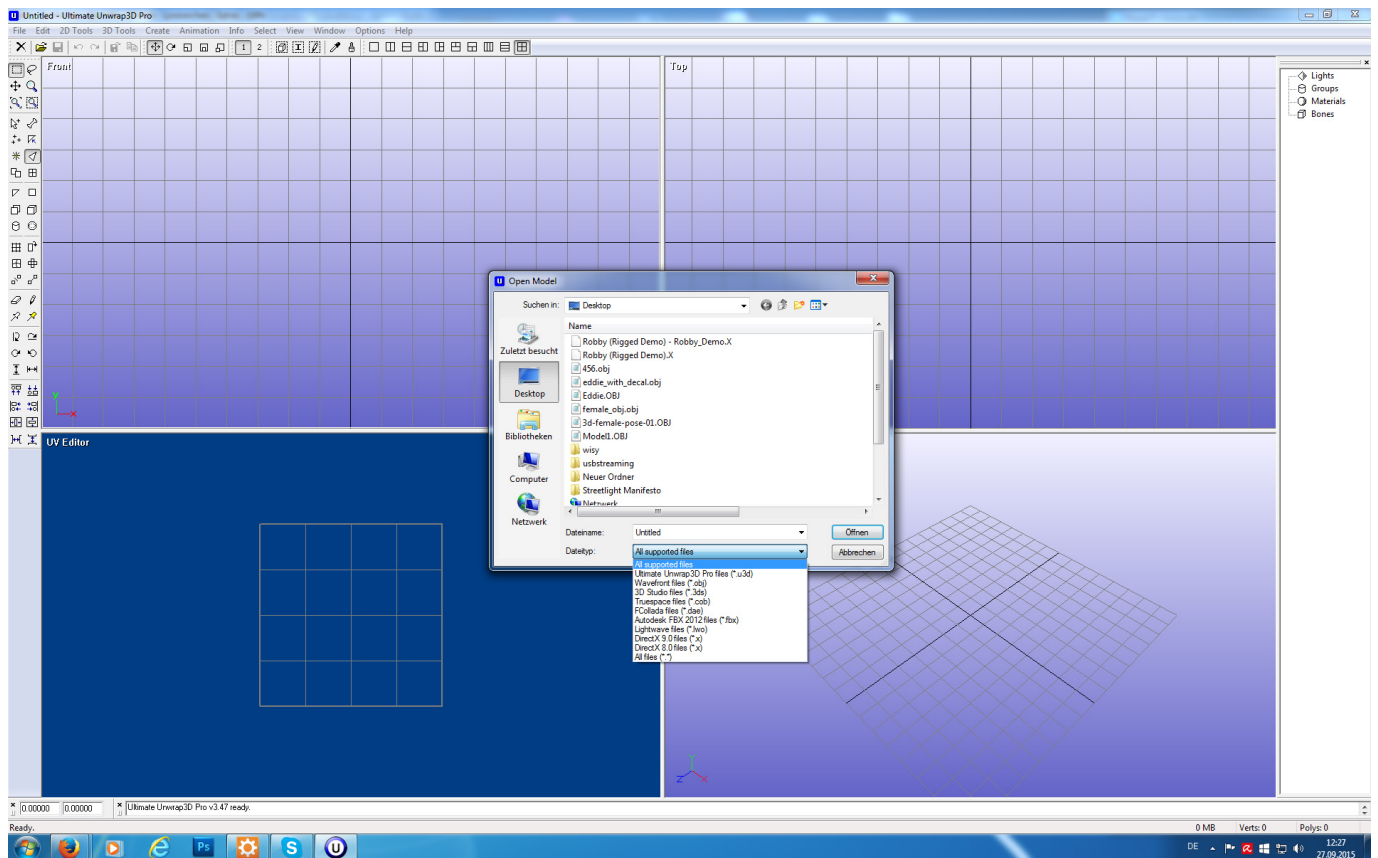 Untitled - Ultimate Unwrap3D Pro
File Edit 2D Tools 3D Tools Create Animation Info Select View Window Options Help
1 2
Front
Top
Lights
Groups
Materials
Bones
y
x
UV Editor
Open Model
Suchen in: Desktop
Name
Zuletzt besucht
Desktop
Bibliotheken
Computer
Netzwerk
Robby (Rigged Demo) - Robby_Demo.X
Robby (Rigged Demo).X
456.obj
eddie_with_decal.obj
Eddie.OBJ
female_obj.obj
3d-female-pose-01.OBJ
Model1.OBJ
wisy
usbstreaming
Neuer Ordner
Streetlight Manifesto
Netzwerk
Dateiname: Untitled Öffnen
Dateityp: All supported files Abbrechen
All supported files
Ultimate Unwrap3D Pro files (*.u3d)
Wavefront files (*.obj)
3D Studio files (*.3ds)
Truespace files (*.cob)
FCollada files (*.dae)
Autodesk FBX 2012 files (*.fbx)
Lightwave files (*.lwo)
DirectX 9.0 files (*.x)
DirectX 8.0 files (*.x)
All files (*.*)
Y
Z X
0.00000 0.00000 Ultimate Unwrap3D Pro v3.47 ready.
Ready. 0 MB Verts: 0 Polys: 0
Ps S U DE 12:27
27.09.2015